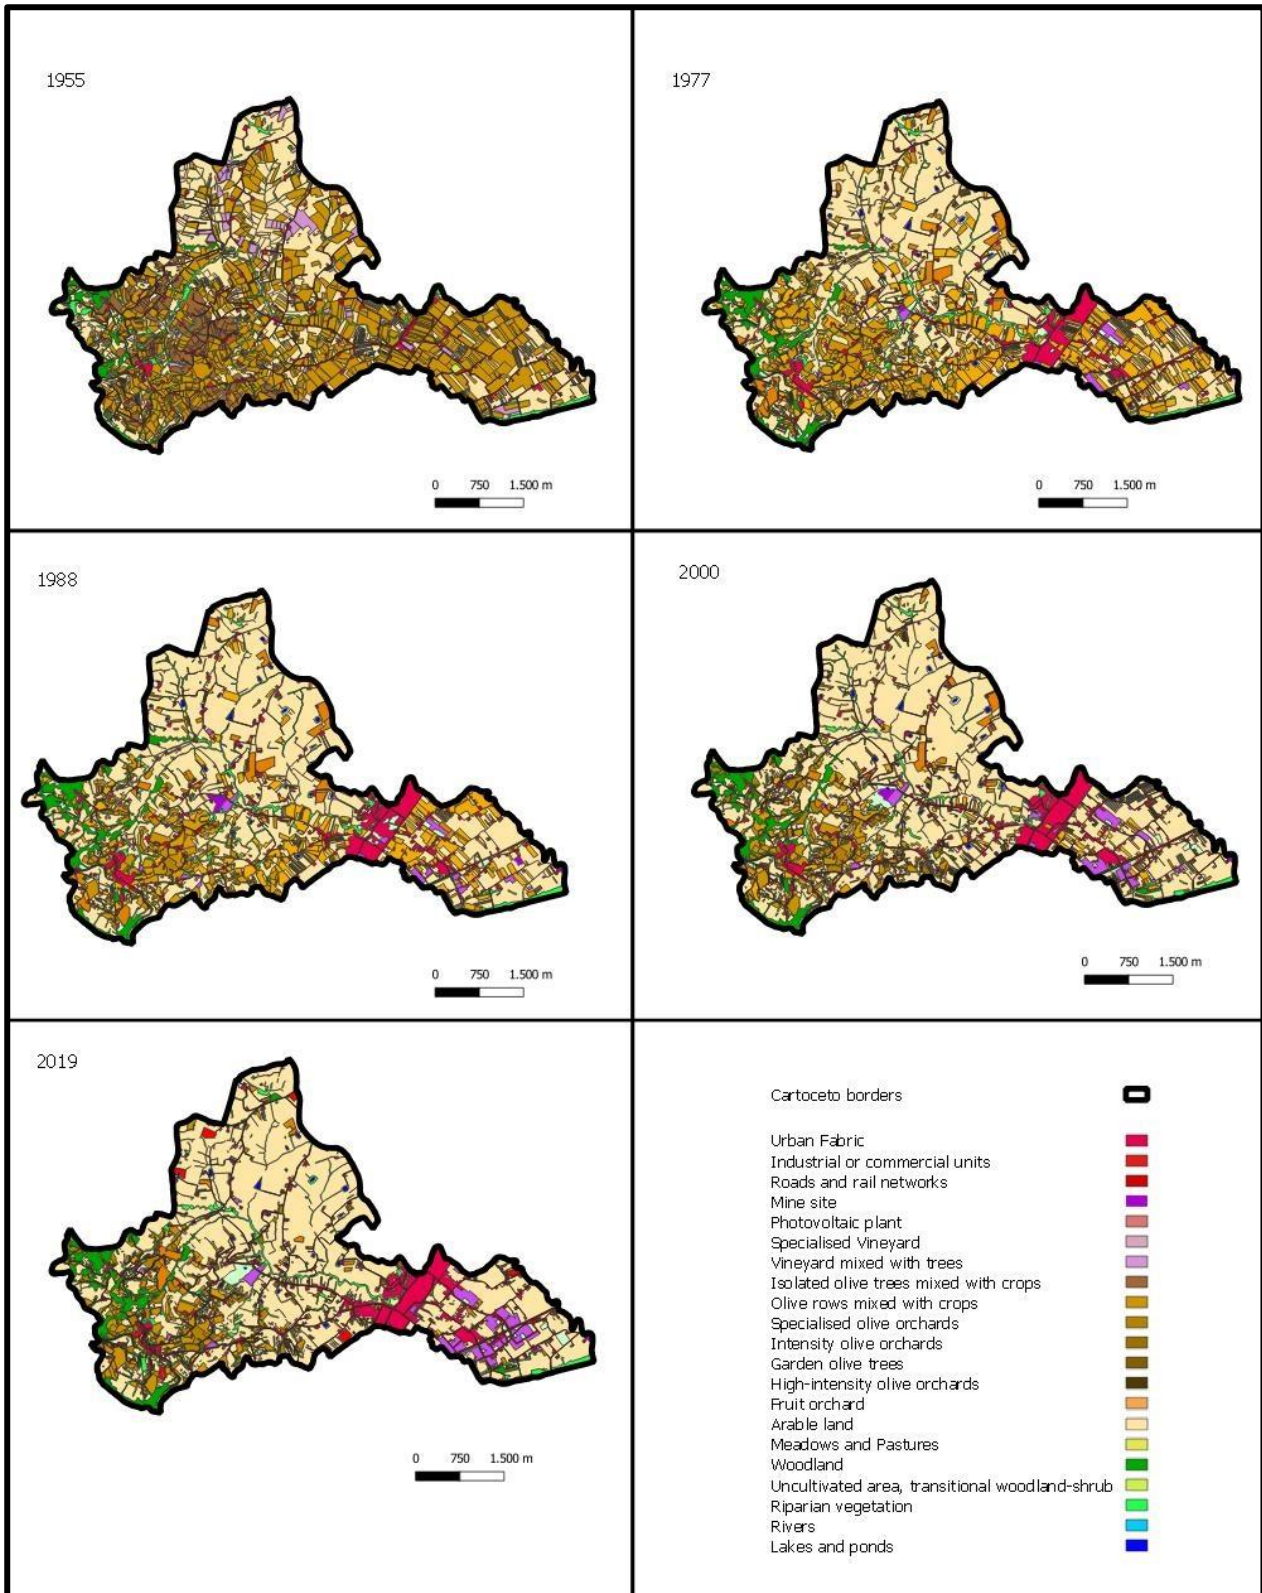 1955
0 750 1.500 m
1977
0 750 1.500 m
1988
0 750 1.500 m
2000
0 750 1.500 m
2019
0 750 1.500 m
Cartoceto borders
Urban Fabric
Industrial or commercial units
Roads and rail networks
Mine site
Photovoltaic plant
Specialised Vineyard
Vineyard mixed with trees
Isolated olive trees mixed with crops
Olive rows mixed with crops
Specialised olive orchards
Intensity olive orchards
Garden olive trees
High-intensity olive orchards
Fruit orchard
Arable land
Meadows and Pastures
Woodland
Uncultivated area, transitional woodland-shrub
Riparian vegetation
Rivers
Lakes and ponds